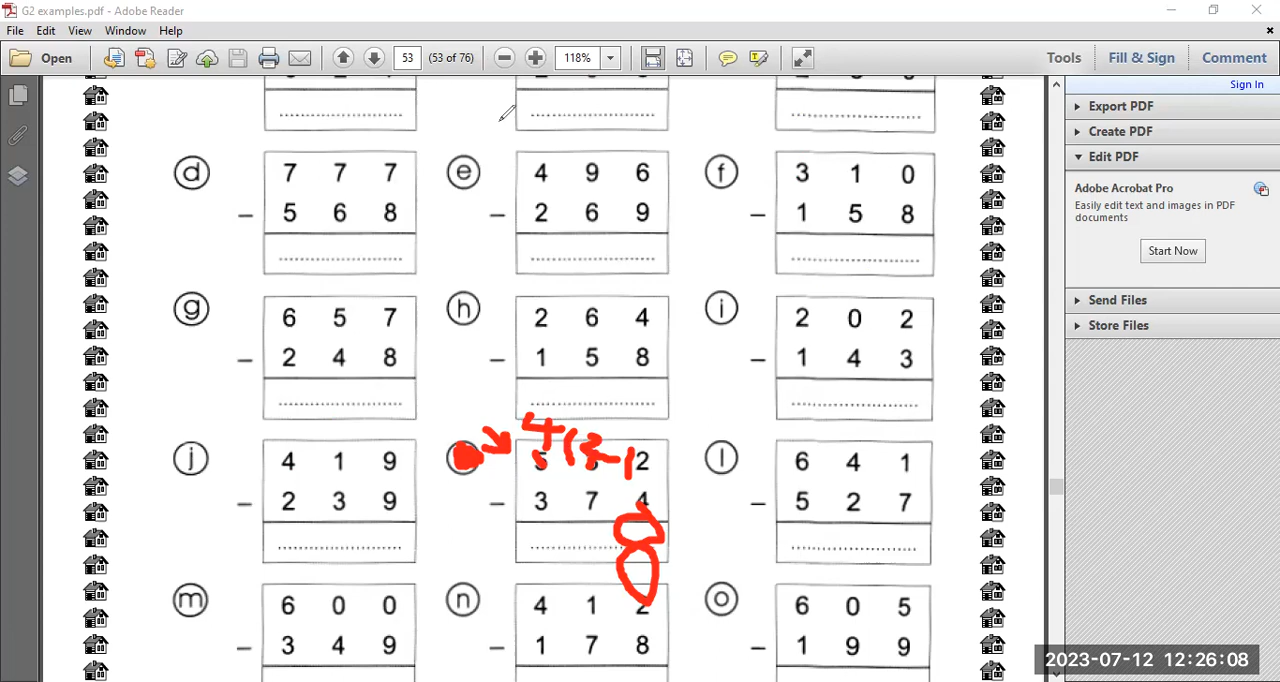 G2 examples.pdf - Adobe Reader
File Edit View Window Help
Open 53 (53 of 76) 118% Tools Fill & Sign Comment
Sign In
Export PDF
Create PDF
Edit PDF
Adobe Acrobat Pro
Easily edit text and images in PDF
documents
Start Now
Send Files
Store Files
d 7 7 7 e 4 9 6 f 3 1 0
- 5 6 8 - 2 6 9 - 1 5 8
g 6 5 7 h 2 6 4 i 2 0 2
- 2 4 8 - 1 5 8 - 1 4 3
4
j 4 1 9 2 l 6 4 1
- 2 3 9 - 3 7 4 - 5 2 7
8
m 6 0 0 n 4 1 2 o 6 0 5
- 3 4 9 - 1 7 8 - 1 9 9
2023-07-12 12:26:08